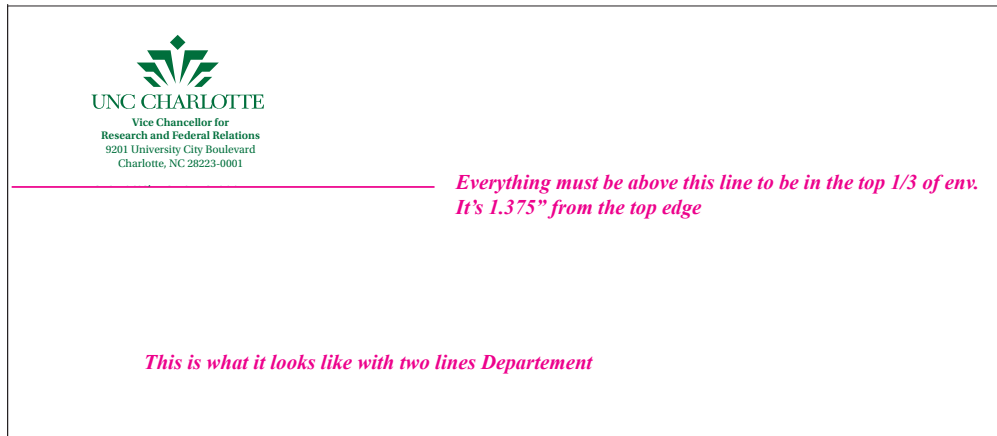 UNC CHARLOTTE
Vice Chancellor for
Research and Federal Relations
9201 University City Boulevard
Charlotte, NC 28223-0001
Everything must be above this line to be in the top 1/3 of env.
It's 1.375” from the top edge
This is what it looks like with two lines Departement